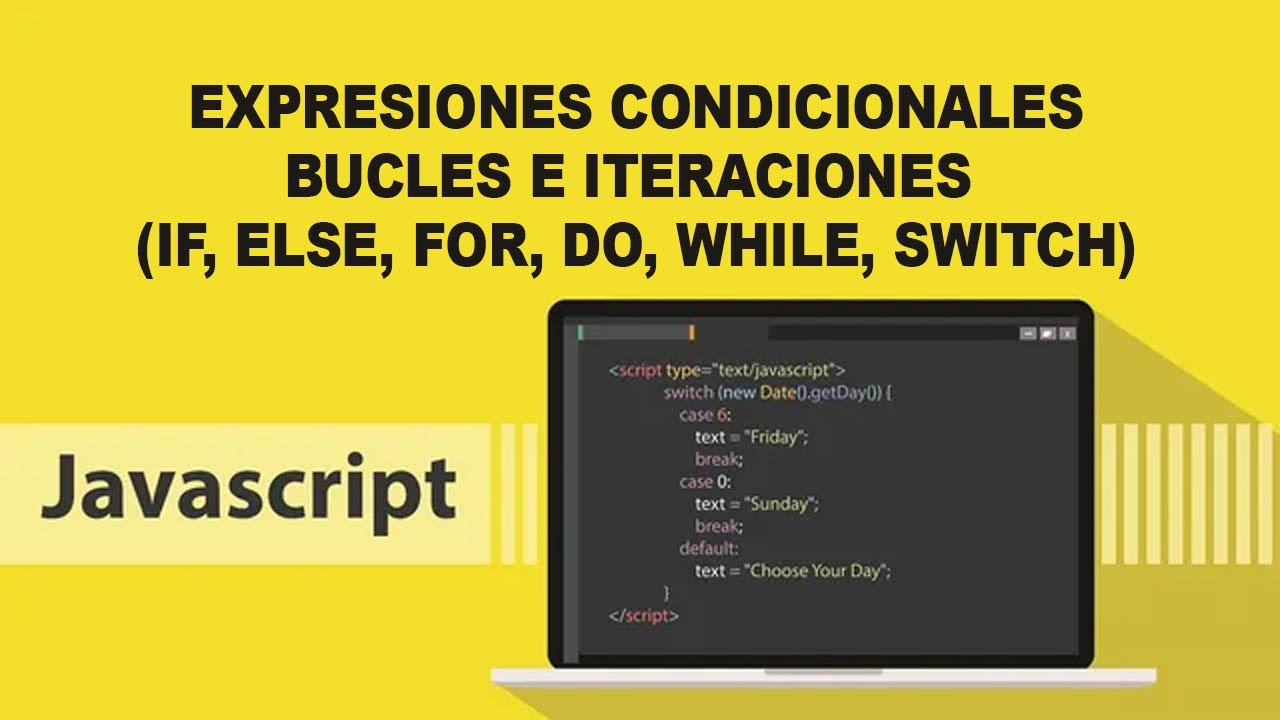 EXPRESIONES CONDICIONALES
BUCLES E ITERACIONES
(IF, ELSE, FOR, DO, WHILE, SWITCH)
Javascript
<script type="text/javascript">
switch (new Date().getDay()) {
case 6:
text = "Friday";
break;
case 0:
text = "Sunday";
break;
default:
text = "Choose Your Day";
}
</script>